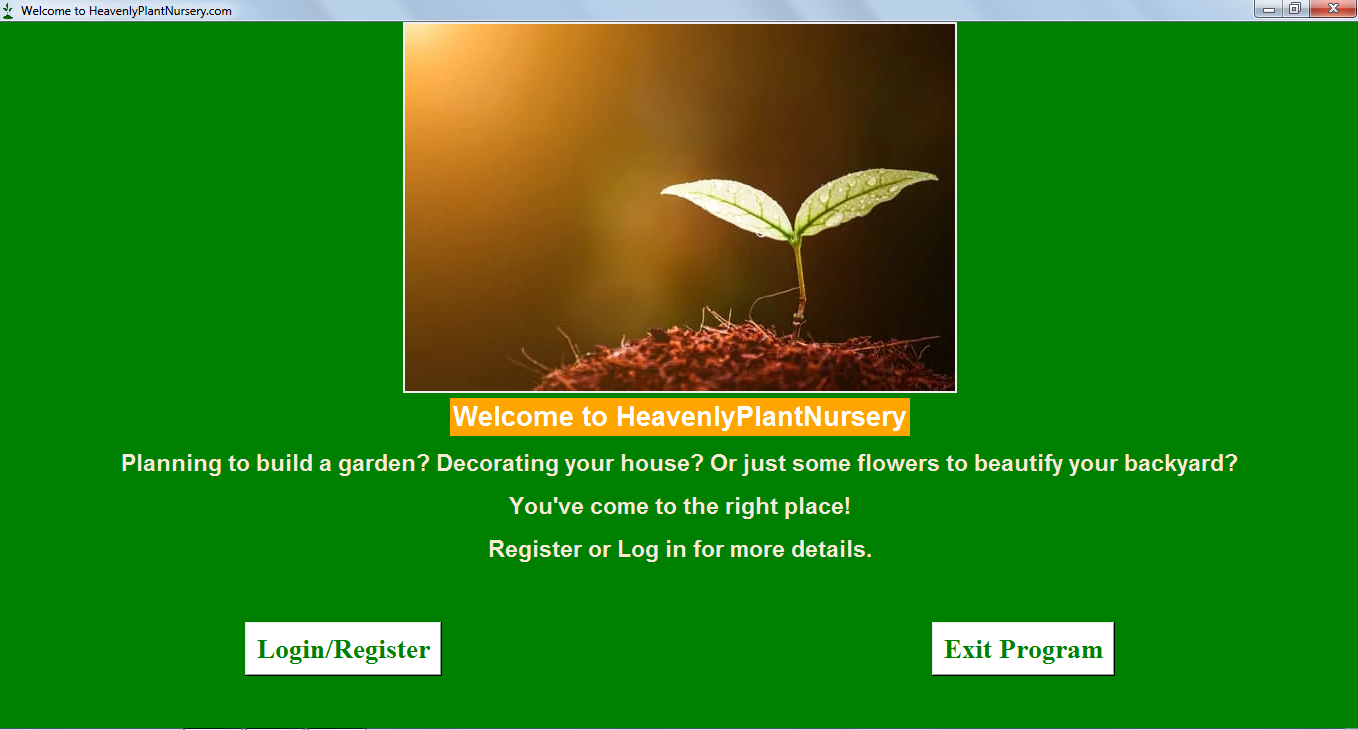 Welcome to HeavenlyPlantNursery.com
Welcome to HeavenlyPlantNursery
Planning to build a garden? Decorating your house? Or just some flowers to beautify your backyard?
You've come to the right place!
Register or Log in for more details.
Login/Register
Exit Program